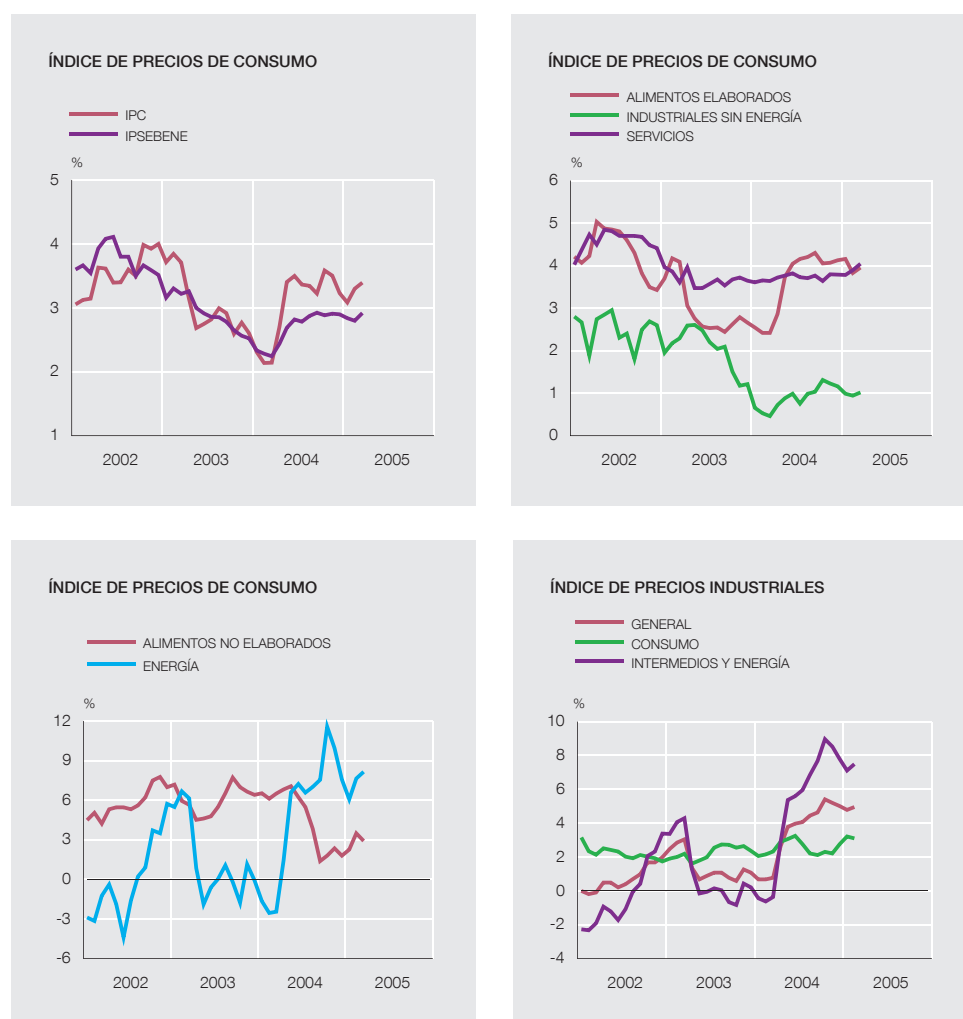 ÍNDICE DE PRECIOS DE CONSUMO
IPC
IPSEBENE
%
5
4
3
2
1
2002 2003 2004 2005
ÍNDICE DE PRECIOS DE CONSUMO
ALIMENTOS ELABORADOS
INDUSTRIALES SIN ENERGÍA
SERVICIOS
%
6
5
4
3
2
1
0
2002 2003 2004 2005
ÍNDICE DE PRECIOS DE CONSUMO
ALIMENTOS NO ELABORADOS
ENERGÍA
%
12
9
6
3
0
-3
-6
2002 2003 2004 2005
ÍNDICE DE PRECIOS INDUSTRIALES
GENERAL
CONSUMO
INTERMEDIOS Y ENERGÍA
%
10
8
6
4
2
0
-2
-4
2002 2003 2004 2005